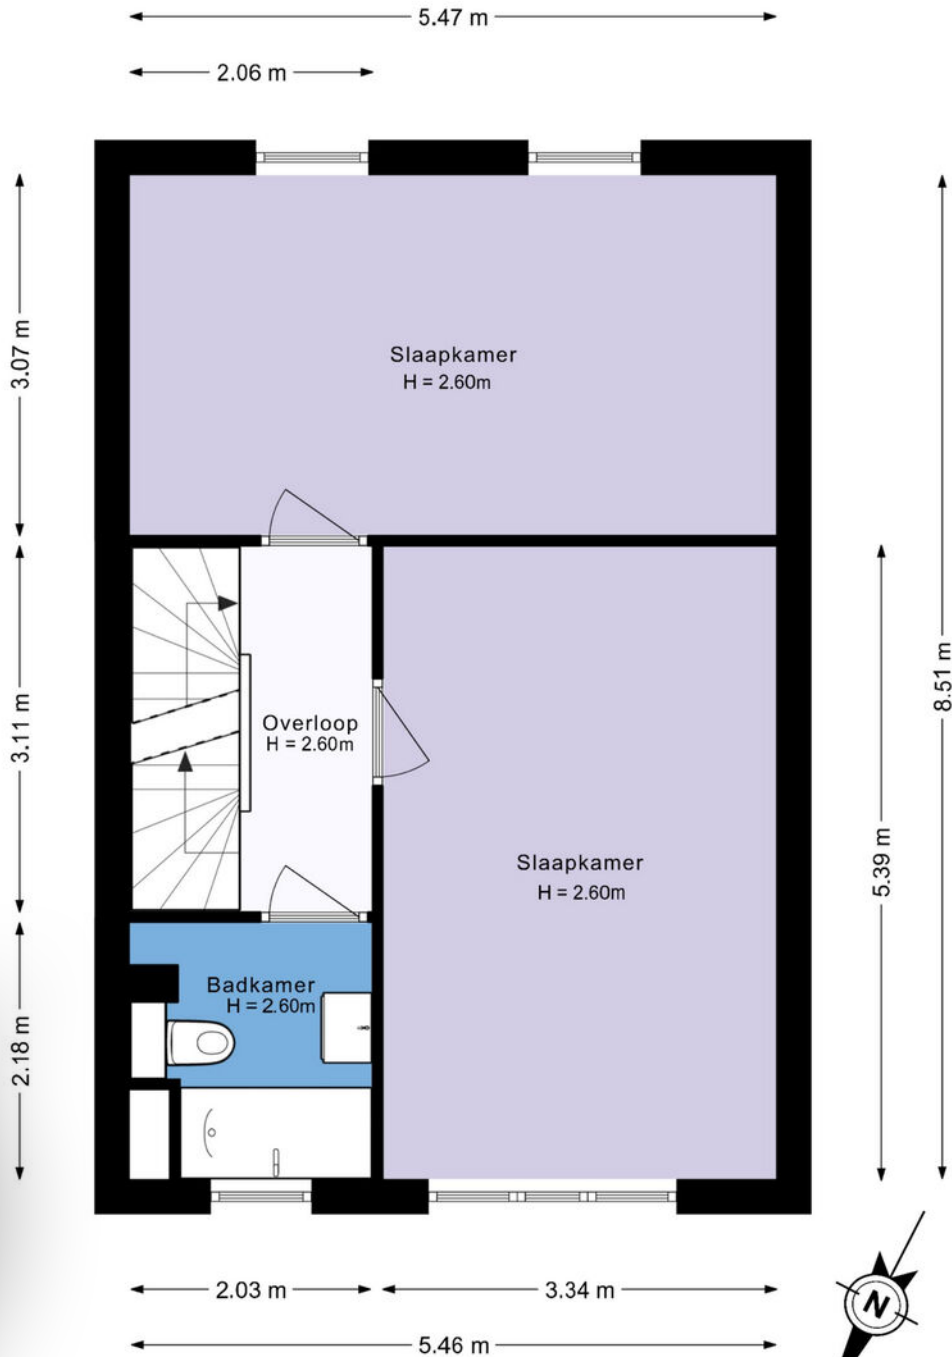 5.47 m
2.06 m
3.07 m
Slaapkamer
H = 2.60m
3.11 m
Overloop
H = 2.60m
8.51 m
Slaapkamer
H = 2.60m
5.39 m
Badkamer
H = 2.60m
2.18 m
2.03 m
3.34 m
5.46 m
N